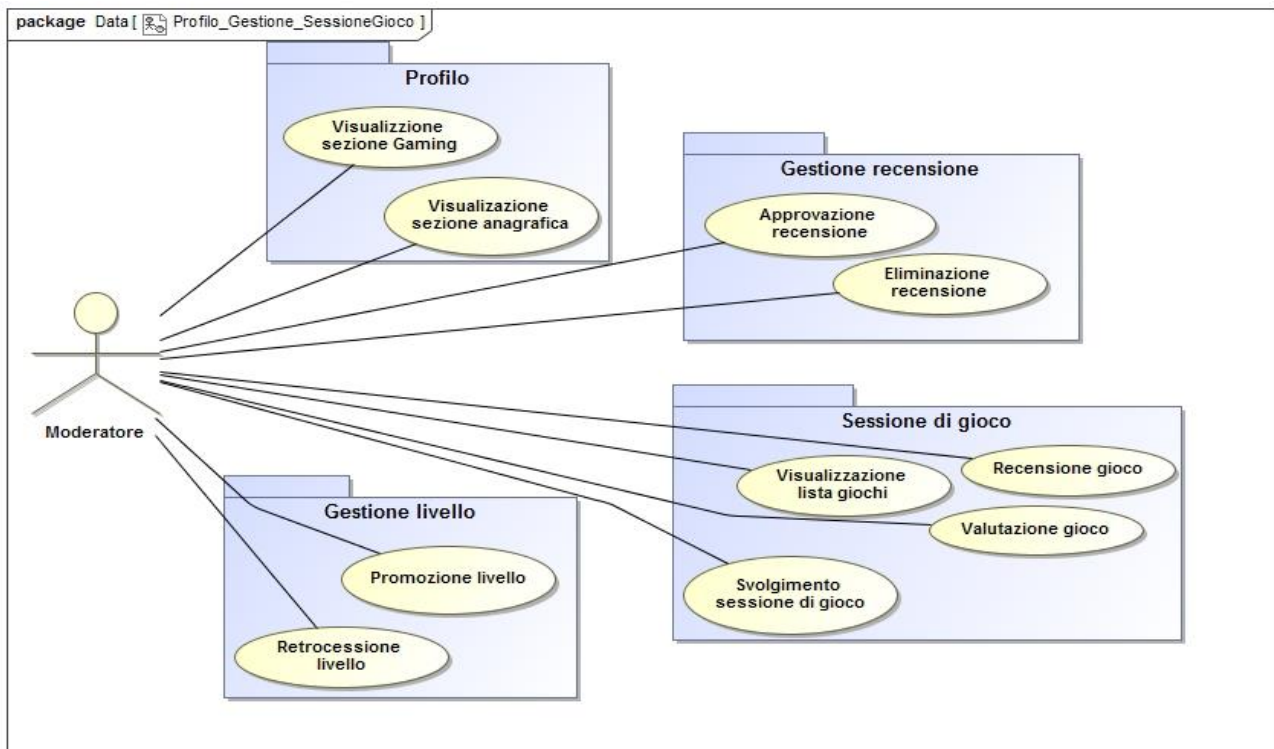 package Data [ Profilo_Gestione_SessioneGioco ]
Profilo
Visualizzione
sezione Gaming
Visualizazione
sezione anagrafica
Gestione recensione
Approvazione
recensione
Eliminazione
recensione
Moderatore
Sessione di gioco
Recensione gioco
Visualizzazione
lista giochi
Valutazione gioco
Svolgimento
sessione di gioco
Gestione livello
Promozione livello
Retrocessione
livello